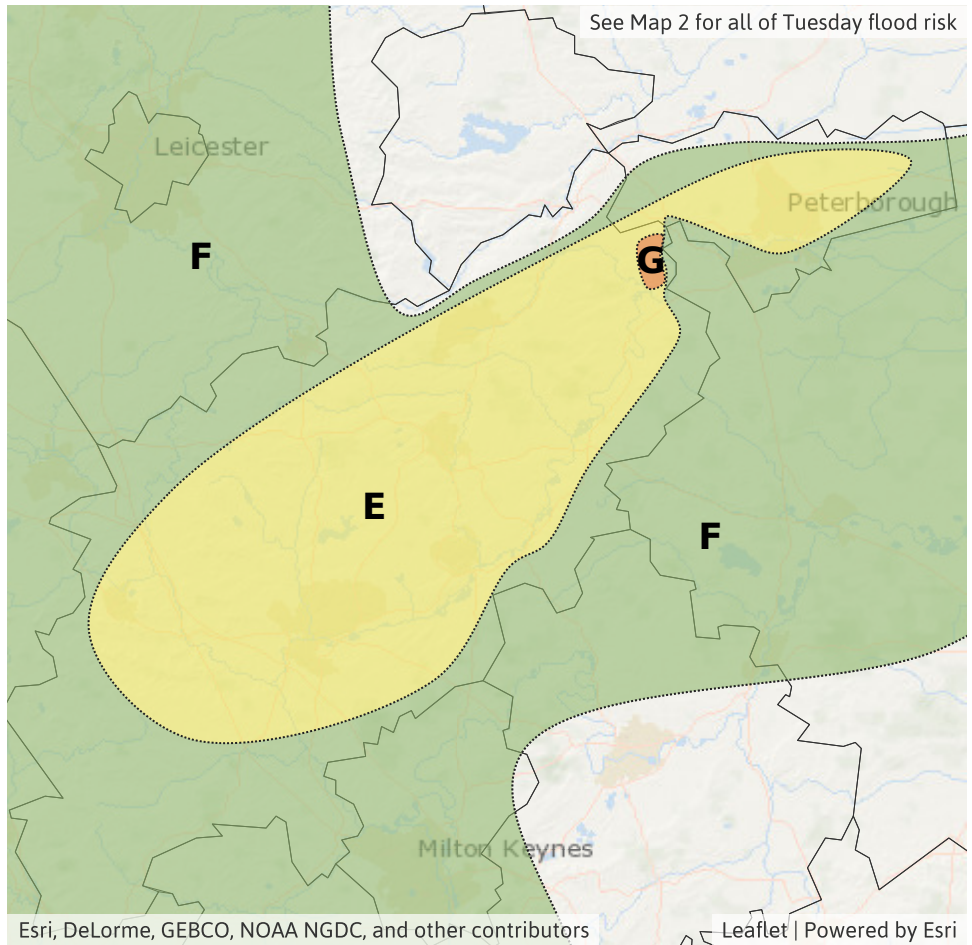 See Map 2 for all of Tuesday flood risk
Leicester
Peterborough
F
G
E
F
Milton Keynes
Esri, DeLorme, GEBCO, NOAA NGDC, and other contributors
Leaflet | Powered by Esri